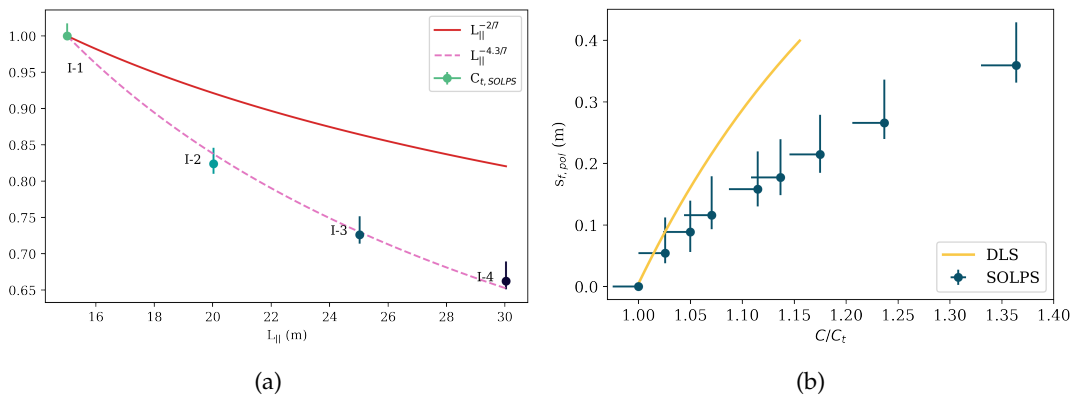 1.00
0.95
0.90
0.85
0.80
0.75
0.70
0.65
I-1
I-2
I-3
I-4
L||^−2/7
L||^−4.3/7
C_t,SOLPS
16 18 20 22 24 26 28 30
L|| (m)
(a)
0.4
0.3
0.2
0.1
0.0
s_f,pol (m)
DLS
SOLPS
1.00 1.05 1.10 1.15 1.20 1.25 1.30 1.35 1.40
C/C_t
(b)